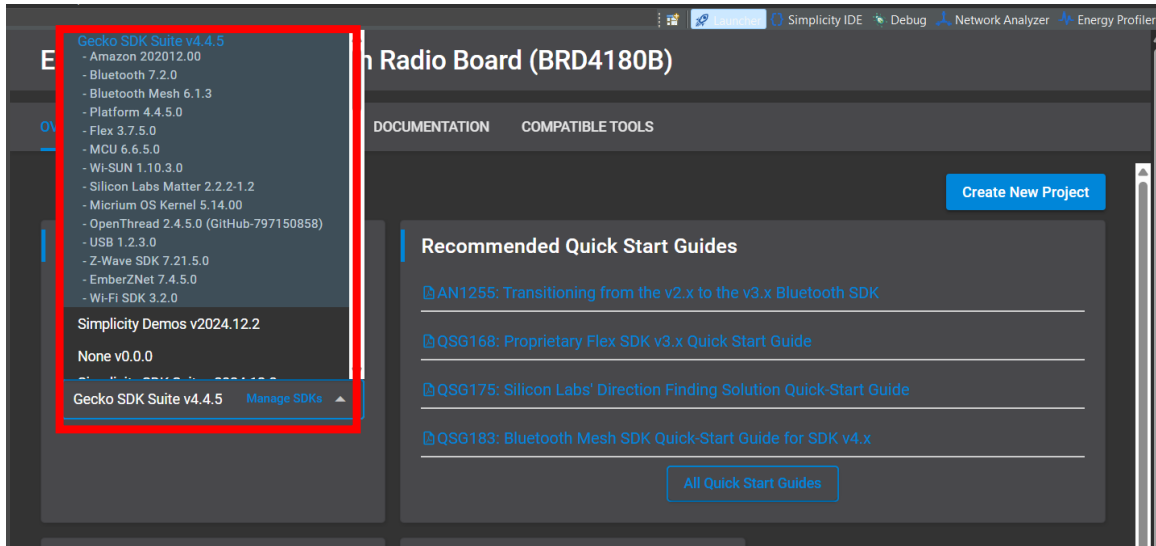 Launcher Simplicity IDE Debug Network Analyzer Energy Profiler
E
n Radio Board (BRD4180B)
OV
DOCUMENTATION COMPATIBLE TOOLS
Gecko SDK Suite v4.4.5
- Amazon 202012.00
- Bluetooth 7.2.0
- Bluetooth Mesh 6.1.3
- Platform 4.4.5.0
- Flex 3.7.5.0
- MCU 6.6.5.0
- Wi-SUN 1.10.3.0
- Silicon Labs Matter 2.2.2-1.2
- Micrium OS Kernel 5.14.00
- OpenThread 2.4.5.0 (GitHub-797150858)
- USB 1.2.3.0
- Z-Wave SDK 7.21.5.0
- EmberZNet 7.4.5.0
- Wi-Fi SDK 3.2.0
Simplicity Demos v2024.12.2
None v0.0.0
Gecko SDK Suite v4.4.5 Manage SDKs
Create New Project
Recommended Quick Start Guides
AN1255: Transitioning from the v2.x to the v3.x Bluetooth SDK
QSG168: Proprietary Flex SDK v3.x Quick Start Guide
QSG175: Silicon Labs' Direction Finding Solution Quick-Start Guide
QSG183: Bluetooth Mesh SDK Quick-Start Guide for SDK v4.x
All Quick Start Guides